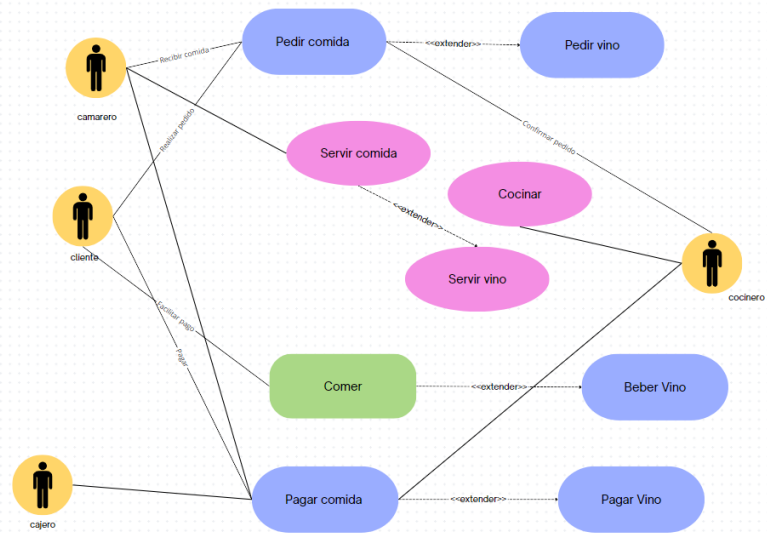 Pedir comida
<<extender>>
Pedir vino
Recibir comida
camarero
Realizar pedido
Confirmar pedido
Servir comida
Cocinar
<<extender>>
cliente
Servir vino
cocinero
Facilitar pago
Pagar
Comer
<<extender>>
Beber Vino
cajero
Pagar comida
<<extender>>
Pagar Vino